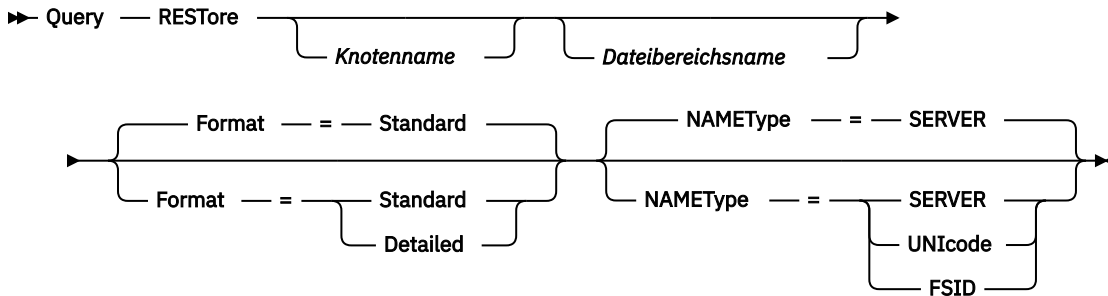 Query RESTore
Knotenname Dateibereichsname
Format = Standard NAMEType = SERVER
Format = Standard NAMEType = SERVER
Detailed UNIcode
FSID